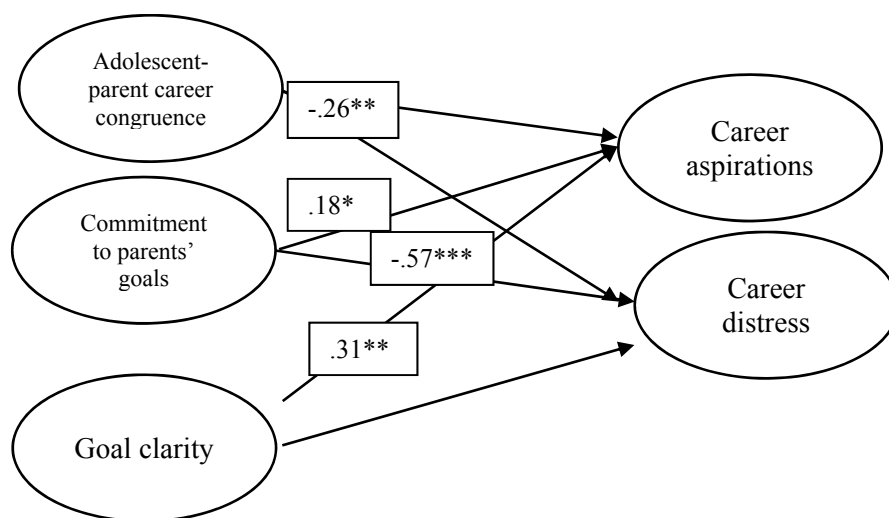 Adolescent-
parent career
congruence
-.26**
Career
aspirations
.18*
Commitment
to parents’
goals
-.57***
Career
distress
.31**
Goal clarity